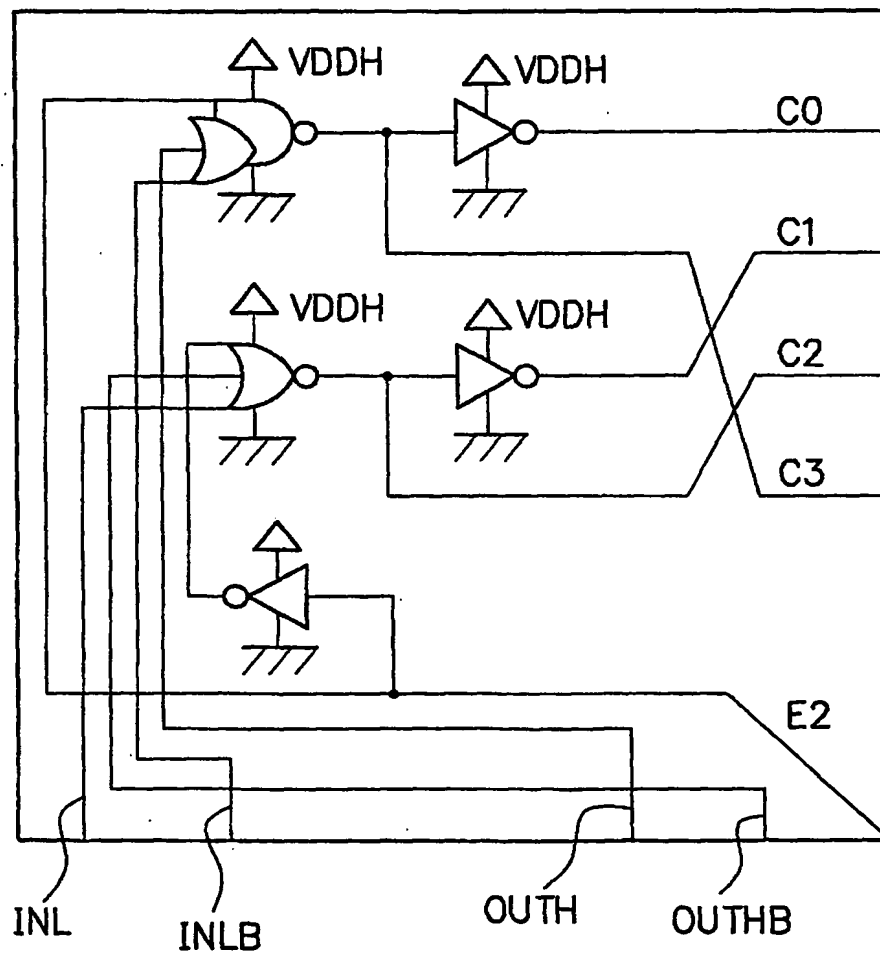 VDDH
VDDH
C0
C1
VDDH
VDDH
C2
C3
E2
INL
INLB
OUTH
OUTHB